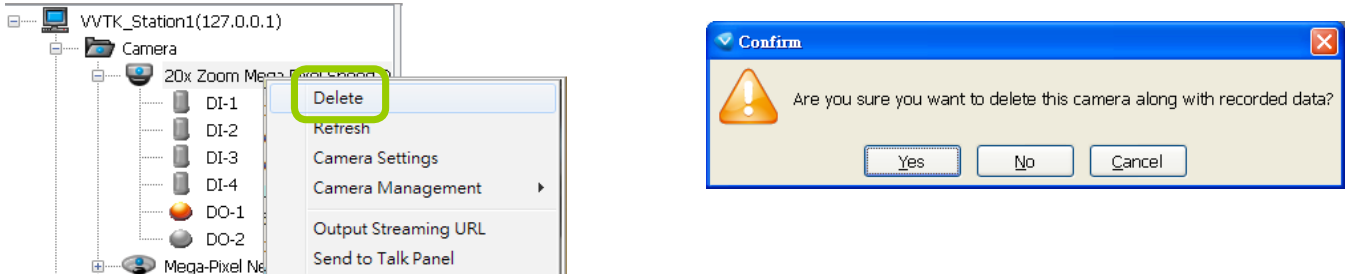 VVTK_Station1(127.0.0.1)
Camera
20x Zoom Mega
DI-1
DI-2
DI-3
DI-4
DO-1
DO-2
Mega-Pixel Ne
Delete
Refresh
Camera Settings
Camera Management
Output Streaming URL
Send to Talk Panel
Confirm
Are you sure you want to delete this camera along with recorded data?
Yes No Cancel